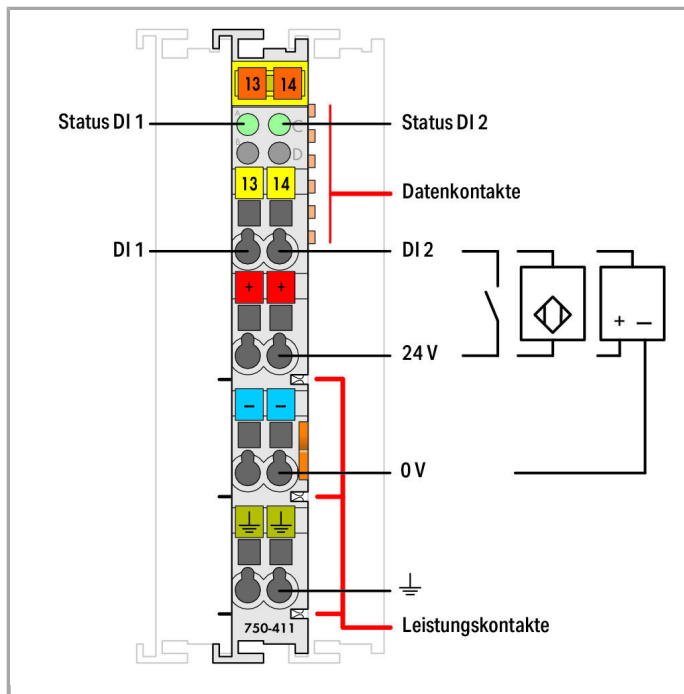 13 14
A C
Status DI 1
Status DI 2
D
13 14
Datenkontakte
DI 1
DI 2
+ +
+ −
24 V
− −
0 V
750-411
Leistungskontakte